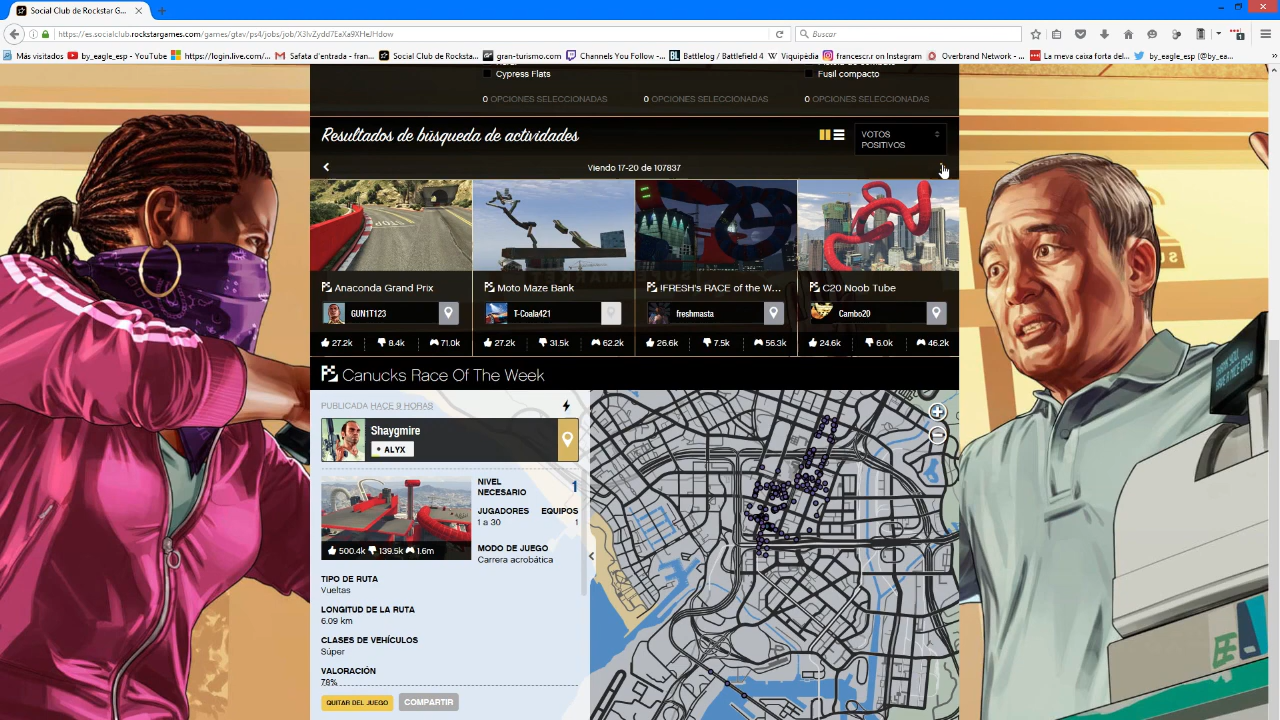 Social Club de Rockstar G...
https://es.socialclub.rockstargames.com/games/gtav/ps4/jobs/job/X3IvZydd7EaXa9XHeJHdow
Buscar
Más visitados
by_eagle_esp - YouTube
https://login.live.com/...
Safata d'entrada - fran...
Social Club de Rocksta...
gran-turismo.com
Channels You Follow -...
Battlelog / Battlefield 4
Viquipèdia
francescr.ir on Instagram
Overbrand Network - ...
La meva caixa forta del...
by_eagle_esp (@by_ea...
Cypress Flats
Fusil compacto
0 OPCIONES SELECCIONADAS
0 OPCIONES SELECCIONADAS
0 OPCIONES SELECCIONADAS
Resultados de búsqueda de actividades
VOTOS
POSITIVOS
Viendo 17-20 de 107837
Anaconda Grand Prix
Moto Maze Bank
!FRESH's RACE of the W...
C20 Noob Tube
GUN1T123
T-Coala421
freshmasta
Cambo20
27.2k 8.4k 71.0k
27.2k 31.5k 62.2k
26.6k 7.5k 56.3k
24.6k 6.0k 46.2k
Canucks Race Of The Week
PUBLICADA HACE 9 HORAS
Shaygmire
ALYX
NIVEL
NECESARIO
1
JUGADORES
1 a 30
EQUIPOS
1
MODO DE JUEGO
Carrera acrobática
500.4k 139.5k 1.6m
TIPO DE RUTA
Vueltas
LONGITUD DE LA RUTA
6.09 km
CLASES DE VEHÍCULOS
Súper
VALORACIÓN
78%
QUITAR DEL JUEGO
COMPARTIR